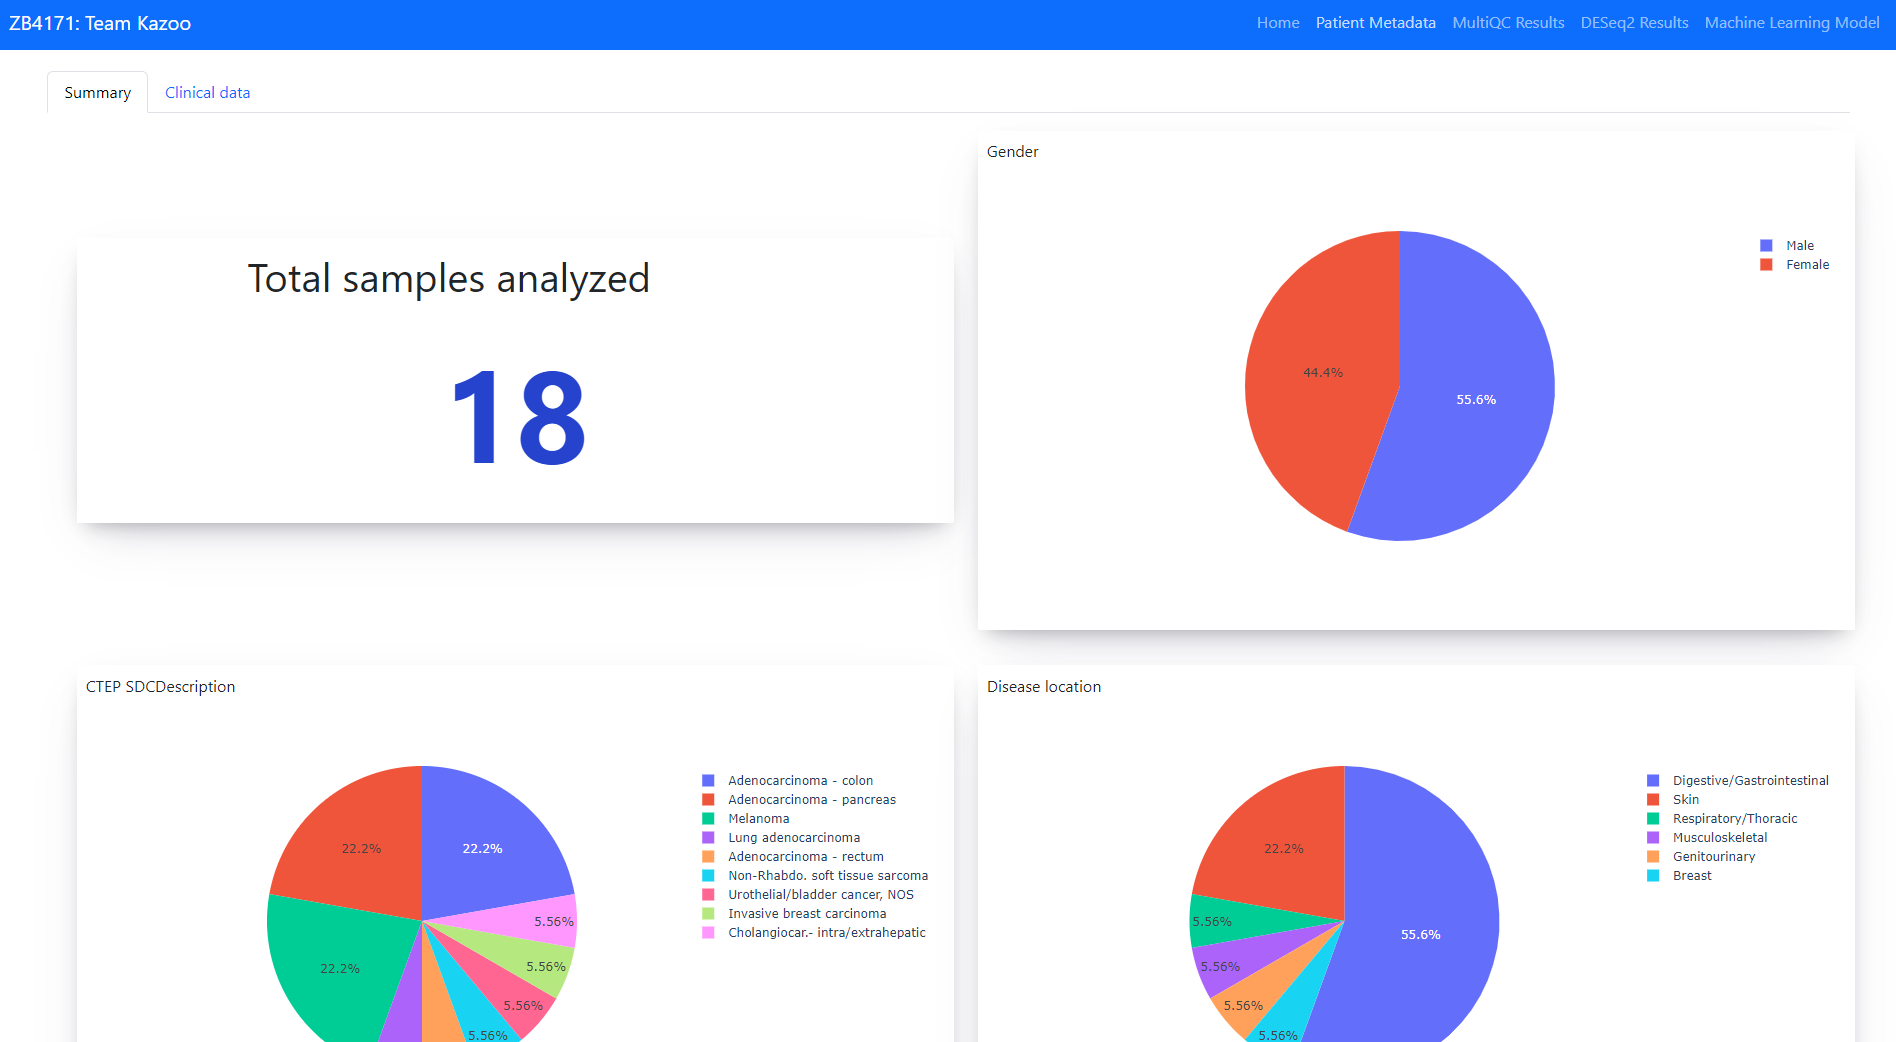 ZB4171: Team Kazoo
Home Patient Metadata MultiQC Results DESeq2 Results Machine Learning Model
Summary Clinical data
Total samples analyzed
18
Gender
Male
Female
44.4%
55.6%
CTEP SDCDescription
Adenocarcinoma - colon
Adenocarcinoma - pancreas
Melanoma
Lung adenocarcinoma
Adenocarcinoma - rectum
Non-Rhabdo. soft tissue sarcoma
Urothelial/bladder cancer, NOS
Invasive breast carcinoma
Cholangiocar.- intra/extrahepatic
22.2%
22.2%
5.56%
22.2%
5.56%
5.56%
5.56%
Disease location
Digestive/Gastrointestinal
Skin
Respiratory/Thoracic
Musculoskeletal
Genitourinary
Breast
22.2%
5.56%
55.6%
5.56%
5.56%
5.56%